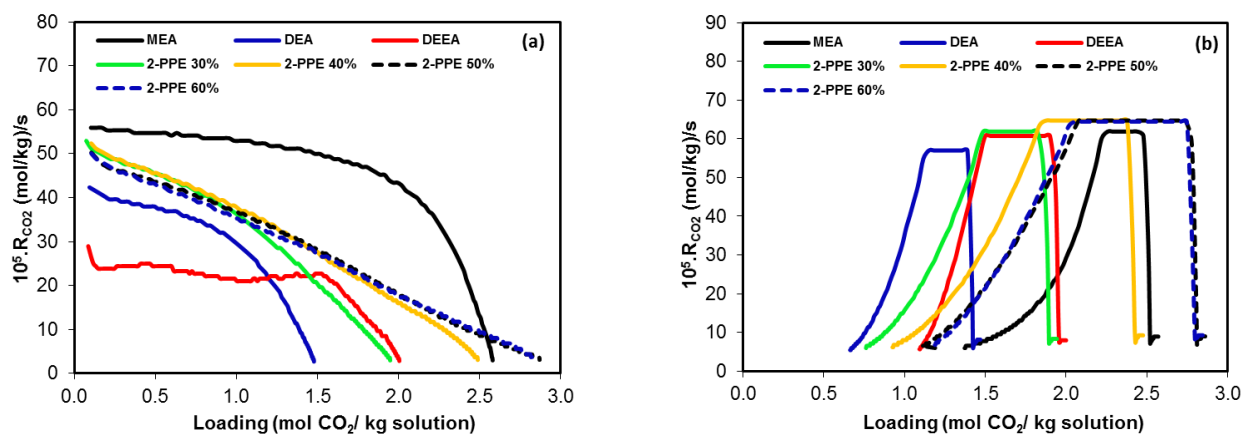 80
70
60
50
40
30
20
10
0
10⁵.R_CO2 (mol/kg)/s
MEA DEA DEEA (a)
2-PPE 30% 2-PPE 40% 2-PPE 50%
2-PPE 60%
0.0 0.5 1.0 1.5 2.0 2.5 3.0
Loading (mol CO₂/ kg solution)
90
80
70
60
50
40
30
20
10
0
10⁵.R_CO2 (mol/kg)/s
MEA DEA DEEA (b)
2-PPE 30% 2-PPE 40% 2-PPE 50%
2-PPE 60%
0.0 0.5 1.0 1.5 2.0 2.5 3.0
Loading (mol CO₂/ kg solution)